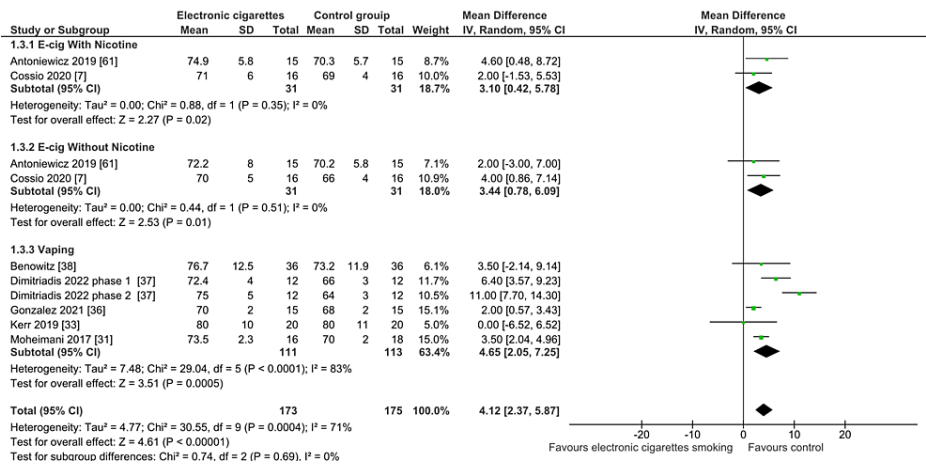 Electronic cigarettes Control grouip Mean Difference Mean Difference
Study or Subgroup Mean SD Total Mean SD Total Weight IV, Random, 95% CI IV, Random, 95% CI
1.3.1 E-cig With Nicotine
Antoniewicz 2019 [61] 74.9 5.8 15 70.3 5.7 15 8.7% 4.60 [0.48, 8.72]
Cossio 2020 [7] 71 6 16 69 4 16 10.0% 2.00 [-1.53, 5.53]
Subtotal (95% CI) 31 31 18.7% 3.10 [0.42, 5.78]
Heterogeneity: Tau² = 0.00; Chi² = 0.88, df = 1 (P = 0.35); I² = 0%
Test for overall effect: Z = 2.27 (P = 0.02)
1.3.2 E-cig Without Nicotine
Antoniewicz 2019 [61] 72.2 8 15 70.2 5.8 15 7.1% 2.00 [-3.00, 7.00]
Cossio 2020 [7] 70 5 16 66 4 16 10.9% 4.00 [0.86, 7.14]
Subtotal (95% CI) 31 31 18.0% 3.44 [0.78, 6.09]
Heterogeneity: Tau² = 0.00; Chi² = 0.44, df = 1 (P = 0.51); I² = 0%
Test for overall effect: Z = 2.53 (P = 0.01)
1.3.3 Vaping
Benowitz [38] 76.7 12.5 36 73.2 11.9 36 6.1% 3.50 [-2.14, 9.14]
Dimitriadis 2022 phase 1 [37] 72.4 4 12 66 3 12 11.7% 6.40 [3.57, 9.23]
Dimitriadis 2022 phase 2 [37] 75 5 12 64 3 12 10.5% 11.00 [7.70, 14.30]
Gonzalez 2021 [36] 70 2 15 68 2 15 14.7% 2.00 [0.57, 3.43]
Kerr 2019 [33] 80 10 20 80 11 20 5.0% 0.00 [-6.52, 6.52]
Moheimani 2017 [31] 73.5 2.3 16 70 2 18 15.0% 3.50 [2.04, 4.96]
Subtotal (95% CI) 111 113 63.4% 4.65 [2.05, 7.25]
Heterogeneity: Tau² = 7.48; Chi² = 29.04, df = 5 (P < 0.0001); I² = 83%
Test for overall effect: Z = 3.51 (P = 0.0005)
Total (95% CI) 173 175 100.0% 4.12 [2.37, 5.87]
Heterogeneity: Tau² = 4.77; Chi² = 30.55, df = 9 (P = 0.0004); I² = 71%
Test for overall effect: Z = 4.61 (P < 0.00001)
Test for subgroup differences: Chi² = 0.74, df = 2 (P = 0.69), I² = 0%
-20 -10 0 10 20
Favours electronic cigarettes smoking Favours control